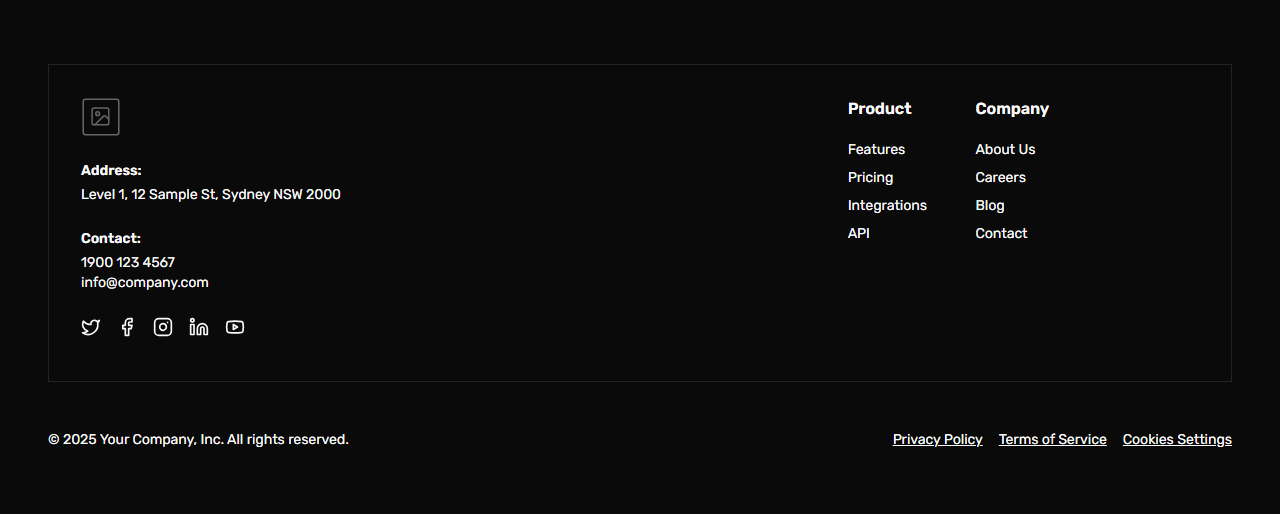 Address:
Level 1, 12 Sample St, Sydney NSW 2000
Contact:
1900 123 4567
info@company.com
Product
Features
Pricing
Integrations
API
Company
About Us
Careers
Blog
Contact
© 2025 Your Company, Inc. All rights reserved.
Privacy Policy Terms of Service Cookies Settings